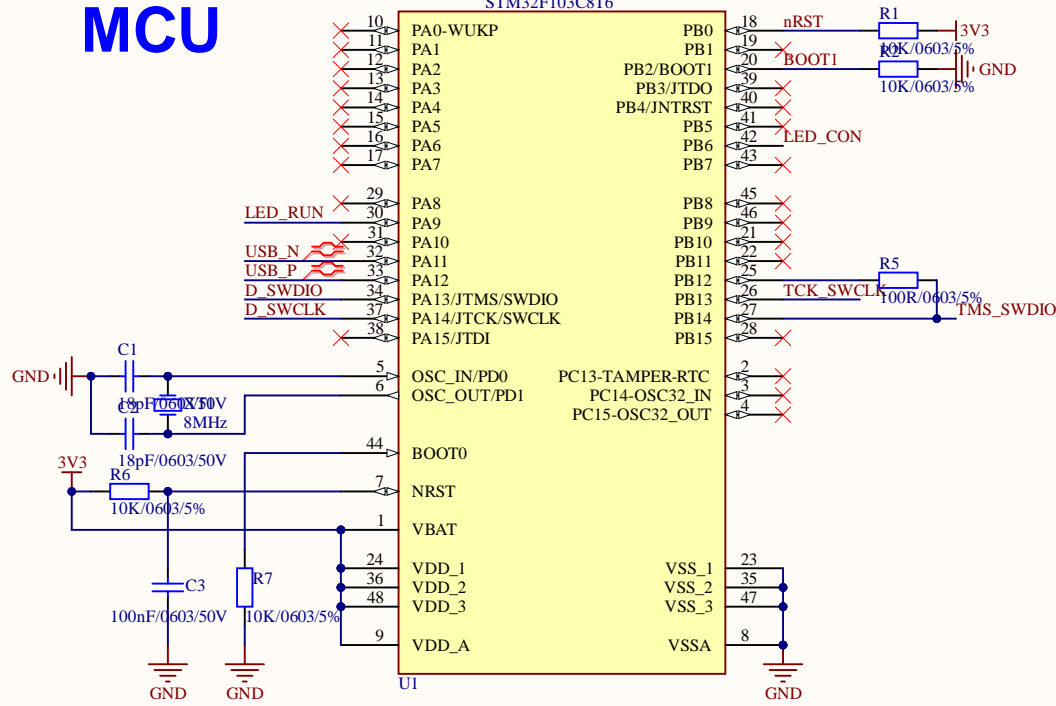 MCU
STM32F103C8T6
10 PA0-WUKP
11 PA1
12 PA2
13 PA3
14 PA4
15 PA5
16 PA6
17 PA7
29 PA8
LED_RUN 30 PA9
31 PA10
USB_N 32 PA11
USB_P 33 PA12
D_SWDIO 34 PA13/JTMS/SWDIO
D_SWCLK 37 PA14/JTCK/SWCLK
38 PA15/JTDI
C1
GND
5 OSC_IN/PD0
6 OSC_OUT/PD1
18pF/0603/50V
C2
8MHz
18pF/0603/50V
44 BOOT0
3V3
R6
10K/0603/5%
7 NRST
1 VBAT
24 VDD_1
36 VDD_2
48 VDD_3
9 VDD_A
C3
100nF/0603/50V
R7
10K/0603/5%
GND
GND
U1
PB0 18 nRST
R1
10K/0603/5%
3V3
PB1 19
PB2/BOOT1 20 BOOT1
R2
10K/0603/5%
GND
PB3/JTDO 39
PB4/JNTRST 40
PB5 41
PB6 42 LED_CON
PB7 43
PB8 45
PB9 46
PB10 21
PB11 22
PB12 25
R5
100R/0603/5%
PB13 26 TCK_SWCLK
PB14 27 TMS_SWDIO
PB15 28
PC13-TAMPER-RTC 2
PC14-OSC32_IN 3
PC15-OSC32_OUT 4
VSS_1 23
VSS_2 35
VSS_3 47
VSSA 8
GND